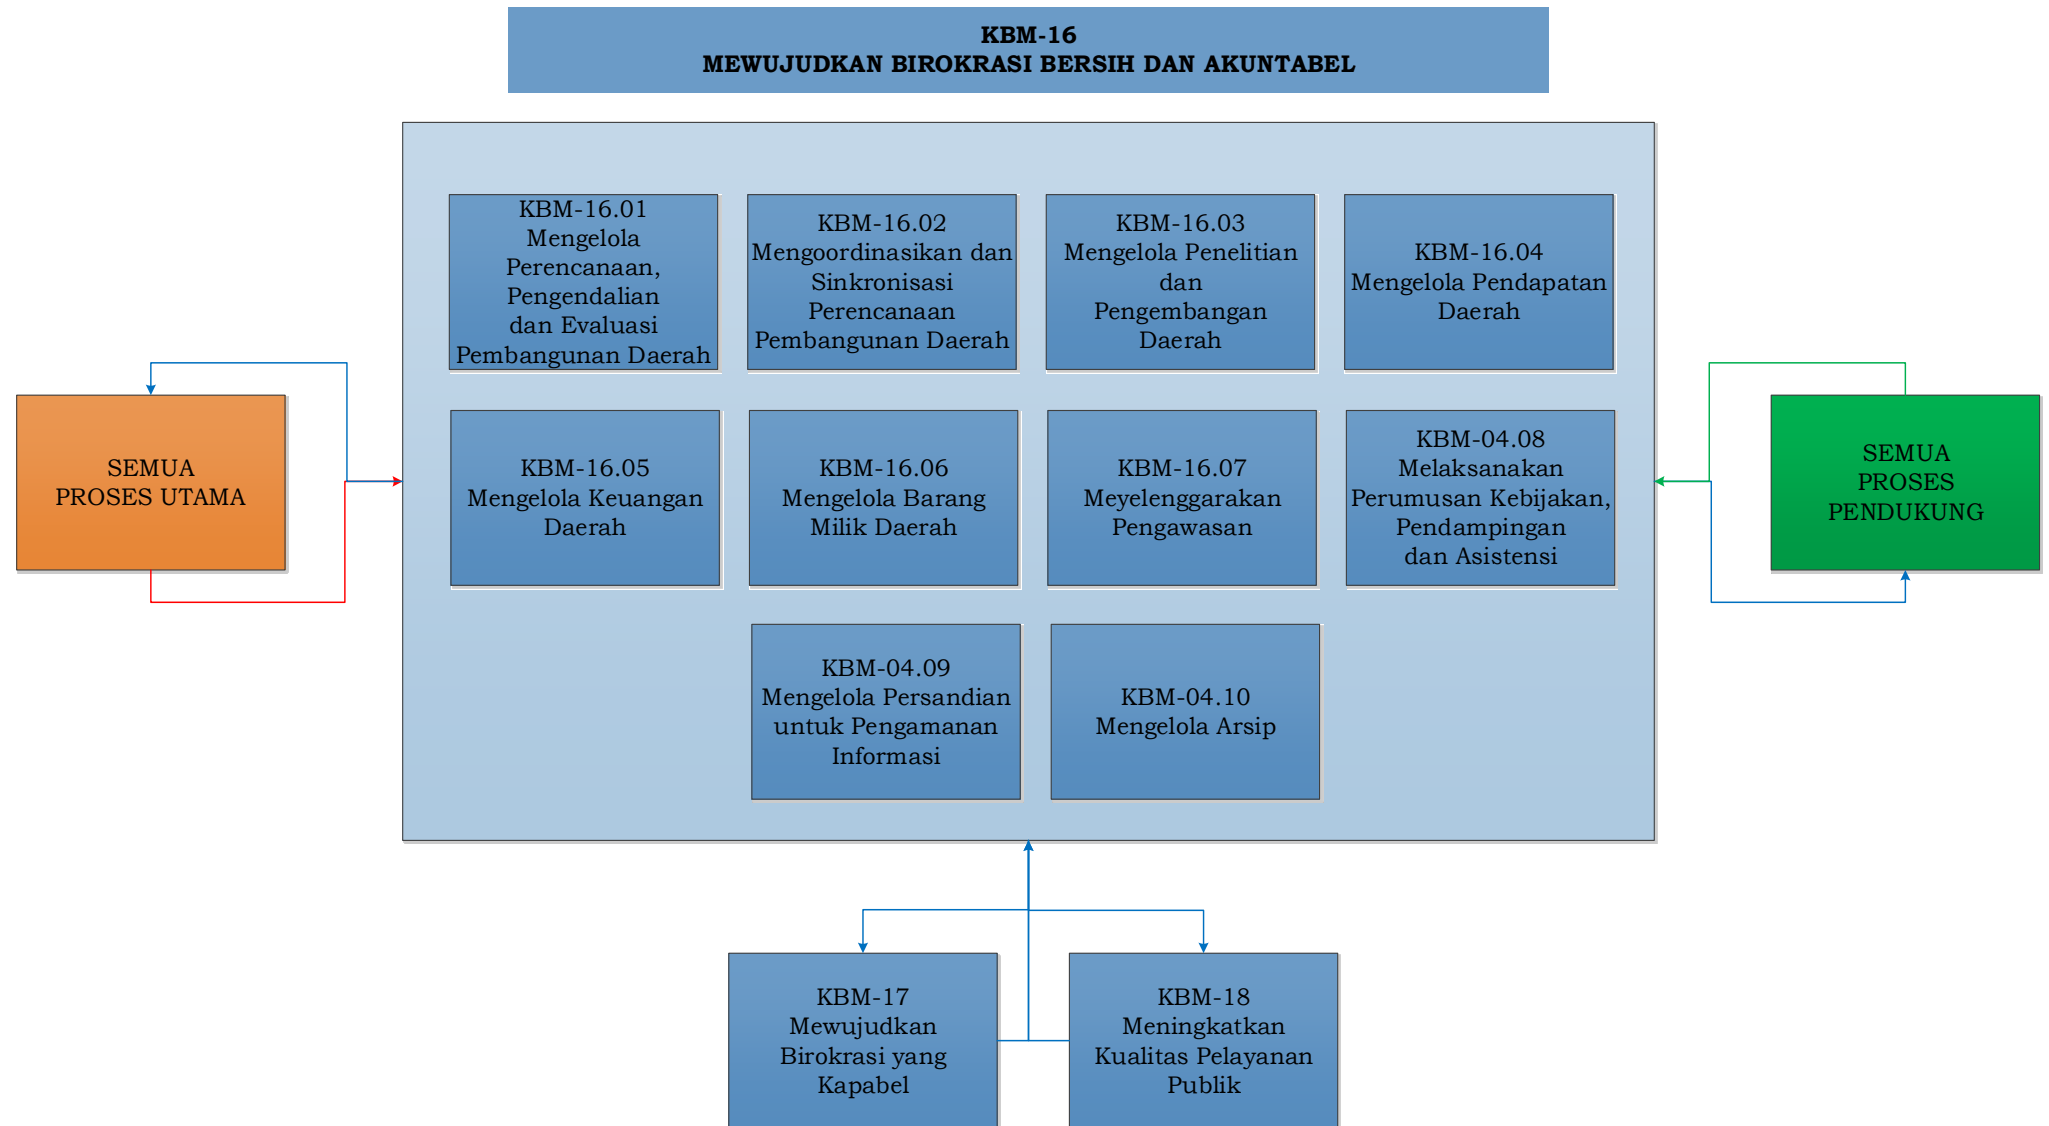 KBM-16
MEWUJUDKAN BIROKRASI BERSIH DAN AKUNTABEL
KBM-16.01
Mengelola
Perencanaan,
Pengendalian
dan Evaluasi
Pembangunan Daerah
KBM-16.02
Mengoordinasikan dan
Sinkronisasi
Perencanaan
Pembangunan Daerah
KBM-16.03
Mengelola Penelitian
dan
Pengembangan
Daerah
KBM-16.04
Mengelola Pendapatan
Daerah
SEMUA
PROSES UTAMA
KBM-16.05
Mengelola Keuangan
Daerah
KBM-16.06
Mengelola Barang
Milik Daerah
KBM-16.07
Meyelenggarakan
Pengawasan
KBM-04.08
Melaksanakan
Perumusan Kebijakan,
Pendampingan
dan Asistensi
SEMUA
PROSES
PENDUKUNG
KBM-04.09
Mengelola Persandian
untuk Pengamanan
Informasi
KBM-04.10
Mengelola Arsip
KBM-17
Mewujudkan
Birokrasi yang
Kapabel
KBM-18
Meningkatkan
Kualitas Pelayanan
Publik